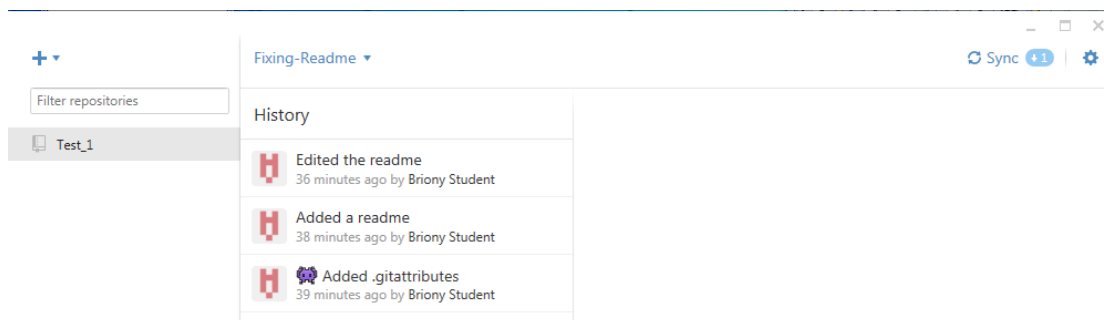 Fixing-Readme
Sync 1
Filter repositories
History
Test_1
Edited the readme
36 minutes ago by Briony Student
Added a readme
38 minutes ago by Briony Student
Added .gitattributes
39 minutes ago by Briony Student